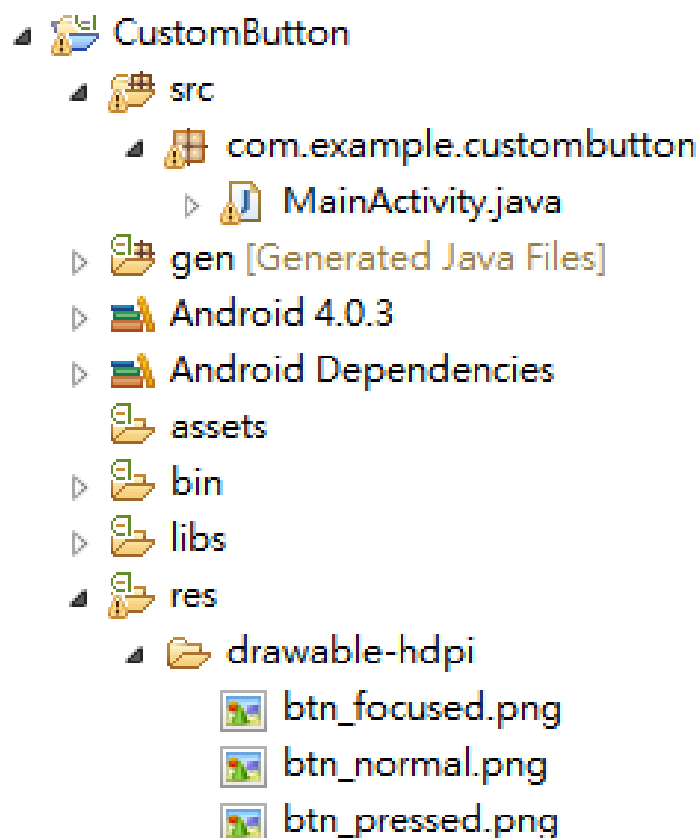 CustomButton
src
com.example.custombutton
MainActivity.java
gen [Generated Java Files]
Android 4.0.3
Android Dependencies
assets
bin
libs
res
drawable-hdpi
btn_focused.png
btn_normal.png
btn_pressed.png